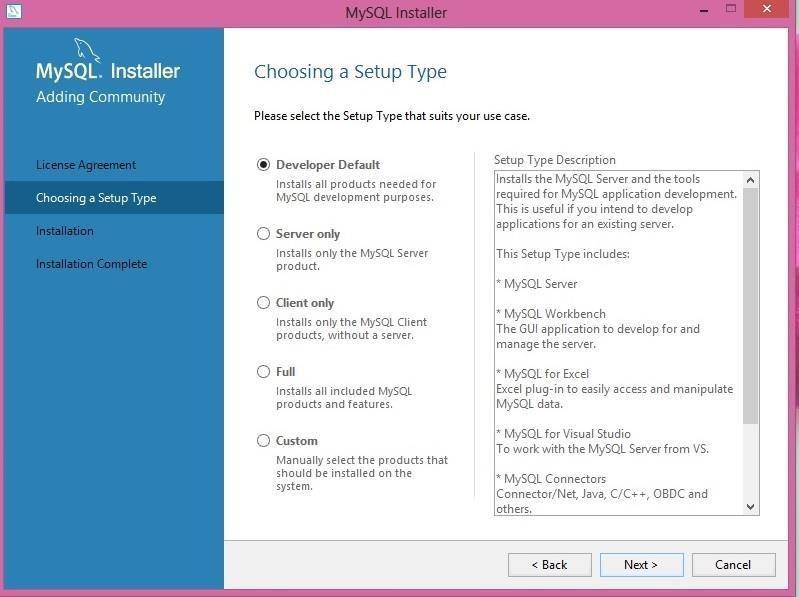 MySQL Installer
MySQL. Installer
Adding Community
License Agreement
Choosing a Setup Type
Installation
Installation Complete
Choosing a Setup Type
Please select the Setup Type that suits your use case.
Developer Default
Installs all products needed for
MySQL development purposes.
Server only
Installs only the MySQL Server
product.
Client only
Installs only the MySQL Client
products, without a server.
Full
Installs all included MySQL
products and features.
Custom
Manually select the products that
should be installed on the
system.
Setup Type Description
Installs the MySQL Server and the tools
required for MySQL application development.
This is useful if you intend to develop
applications for an existing server.
This Setup Type includes:
* MySQL Server
* MySQL Workbench
The GUI application to develop for and
manage the server.
* MySQL for Excel
Excel plug-in to easily access and manipulate
MySQL data.
* MySQL for Visual Studio
To work with the MySQL Server from VS.
* MySQL Connectors
Connector/Net, Java, C/C++, OBDC and
others.
< Back
Next >
Cancel